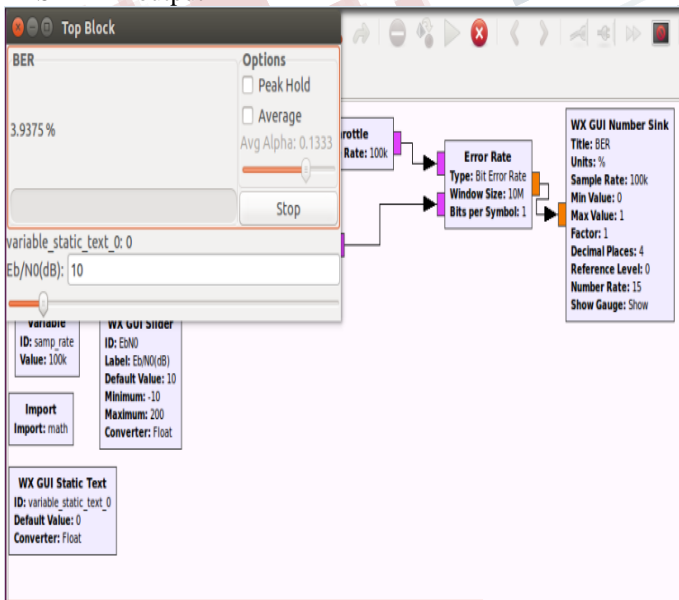 Top Block
BER
3.9375 %
Options
Peak Hold
Average
Avg Alpha: 0.1333
Stop
variable_static_text_0: 0
Eb/N0(dB): 10
Rate: 100k
Error Rate
Type: Bit Error Rate
Window Size: 10M
Bits per Symbol: 1
WX GUI Number Sink
Title: BER
Units: %
Sample Rate: 100k
Min Value: 0
Max Value: 1
Factor: 1
Decimal Places: 4
Reference Level: 0
Number Rate: 15
Show Gauge: Show
Variable
ID: samp_rate
Value: 100k
WX GUI Slider
ID: EbN0
Label: Eb/N0(dB)
Default Value: 10
Minimum: -10
Maximum: 200
Converter: Float
Import
Import: math
WX GUI Static Text
ID: variable_static_text_0
Default Value: 0
Converter: Float